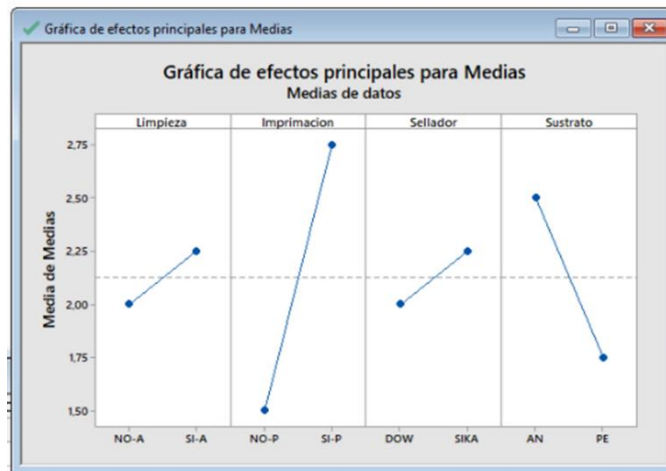 Gráfica de efectos principales para Medias
Gráfica de efectos principales para Medias
Medias de datos
Limpieza Imprimacion Sellador Sustrato
Media de Medias
2,75
2,50
2,25
2,00
1,75
1,50
NO-A SI-A NO-P SI-P DOW SIKA AN PE